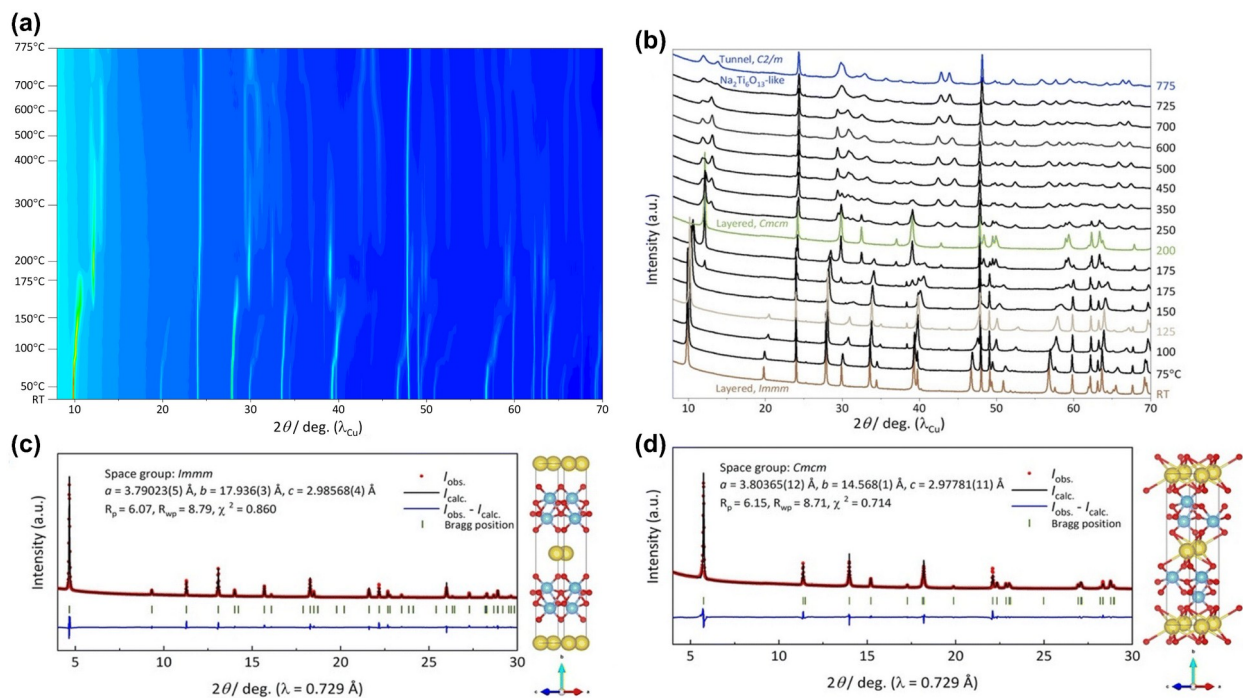 (a)
775°C
700°C
600°C
500°C
400°C
300°C
200°C
175°C
150°C
100°C
50°C
RT
10 20 30 40 50 60 70
2θ/ deg. (λCu)
(b)
Intensity (a.u.)
Tunnel, C2/m
Na2Ti6O13-like
Layered, Cmcm
Layered, Immm
775
725
700
600
500
450
350
250
200
175
175
150
125
100
75°C
RT
10 20 30 40 50 60 70
2θ/ deg. (λCu)
(c)
Intensity (a.u.)
Space group: Immm
a = 3.79023(5) Å, b = 17.936(3) Å, c = 2.98568(4) Å
Rp = 6.07, Rwp = 8.79, χ² = 0.860
Iobs.
Icalc.
Iobs. - Icalc.
Bragg position
5 10 15 20 25 30
2θ/ deg. (λ = 0.729 Å)
b
c
a
(d)
Intensity (a.u.)
Space group: Cmcm
a = 3.80365(12) Å, b = 14.568(1) Å, c = 2.97781(11) Å
Rp = 6.15, Rwp = 8.71, χ² = 0.714
Iobs.
Icalc.
Iobs. - Icalc.
Bragg position
5 10 15 20 25 30
2θ/ deg. (λ = 0.729 Å)
b
c
a